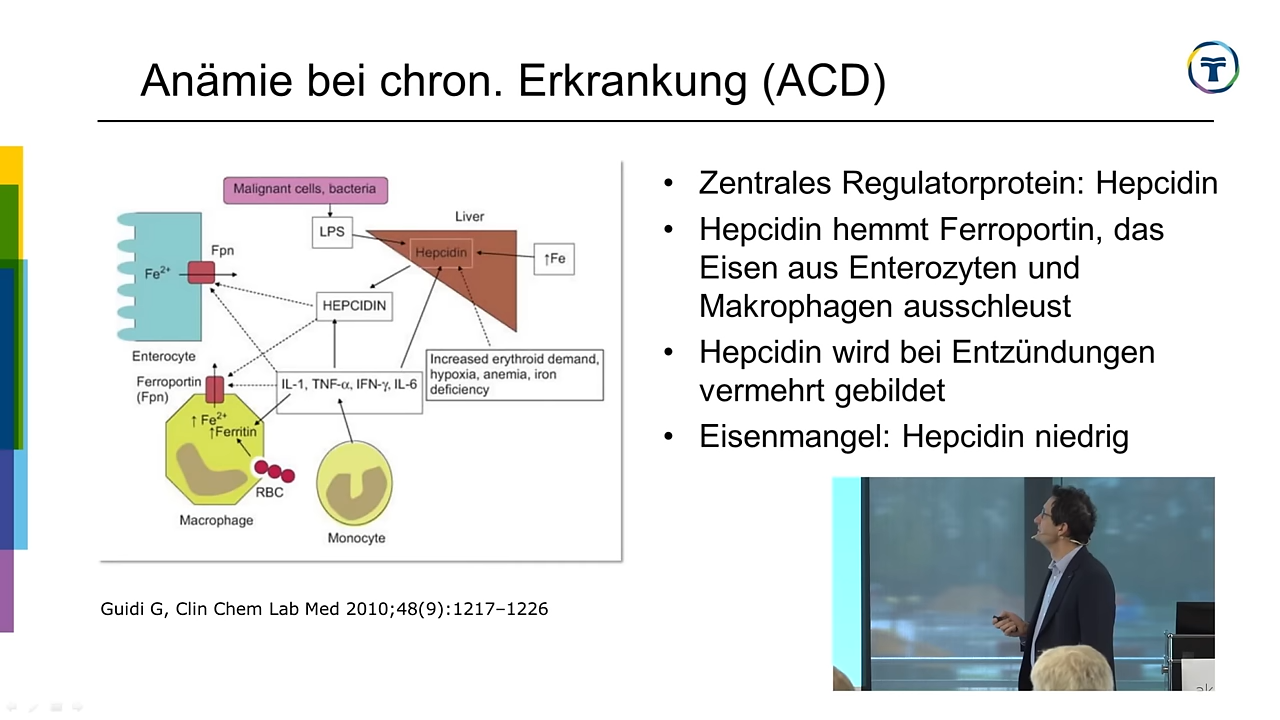 Anämie bei chron. Erkrankung (ACD)
Malignant cells, bacteria
LPS
Liver
Fpn
Hepcidin
↑Fe
Fe2+
HEPCIDIN
Enterocyte
Increased erythroid demand,
hypoxia, anemia, iron
deficiency
Ferroportin
(Fpn)
IL-1, TNF-α, IFN-γ, IL-6
↑ Fe2+
↑Ferritin
RBC
Macrophage
Monocyte
Guidi G, Clin Chem Lab Med 2010;48(9):1217–1226
• Zentrales Regulatorprotein: Hepcidin
• Hepcidin hemmt Ferroportin, das
Eisen aus Enterozyten und
Makrophagen ausschleust
• Hepcidin wird bei Entzündungen
vermehrt gebildet
• Eisenmangel: Hepcidin niedrig
ak